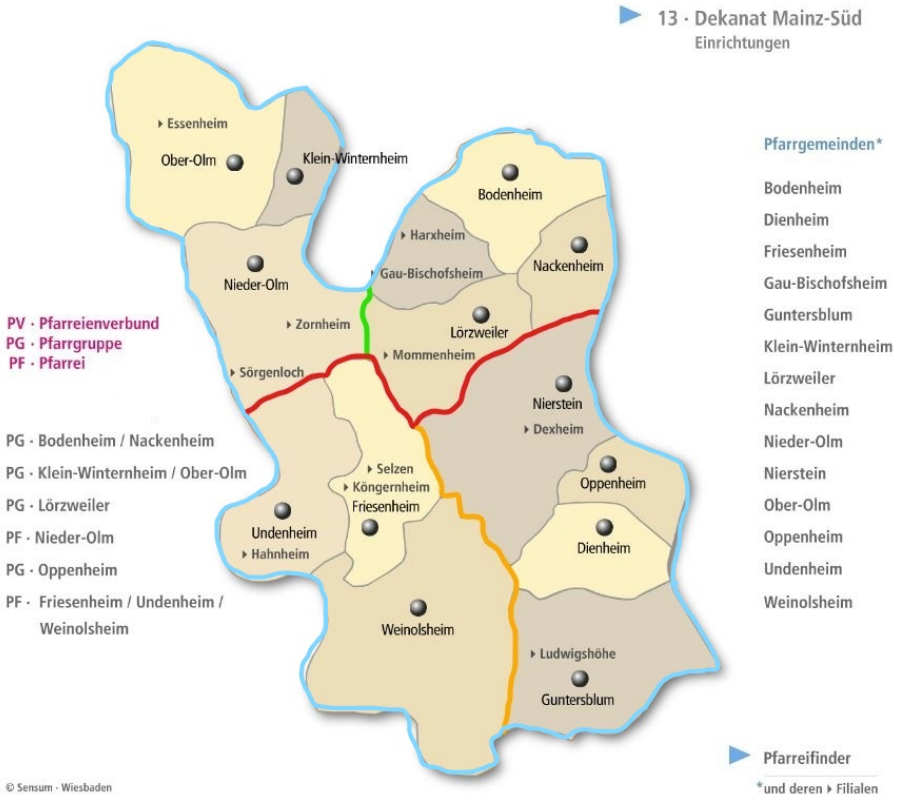 13 · Dekanat Mainz-Süd
Einrichtungen
Essenheim
Ober-Olm
Klein-Winternheim
Bodenheim
Harxheim
Gau-Bischofsheim
Nackenheim
Nieder-Olm
Zornheim
Lörzweiler
Mommenheim
Sörgenloch
Nierstein
Dexheim
Selzen
Köngernheim
Friesenheim
Oppenheim
Undenheim
Hahnheim
Dienheim
Weinolsheim
Ludwigshöhe
Guntersblum
PV · Pfarreienverbund
PG · Pfarrgruppe
PF · Pfarrei
PG · Bodenheim / Nackenheim
PG · Klein-Winternheim / Ober-Olm
PG · Lörzweiler
PF · Nieder-Olm
PG · Oppenheim
PF · Friesenheim / Undenheim /
Weinolsheim
Pfarrgemeinden*
Bodenheim
Dienheim
Friesenheim
Gau-Bischofsheim
Guntersblum
Klein-Winternheim
Lörzweiler
Nackenheim
Nieder-Olm
Nierstein
Ober-Olm
Oppenheim
Undenheim
Weinolsheim
Pfarreifinder
*und deren ▸ Filialen
© Sensum · Wiesbaden